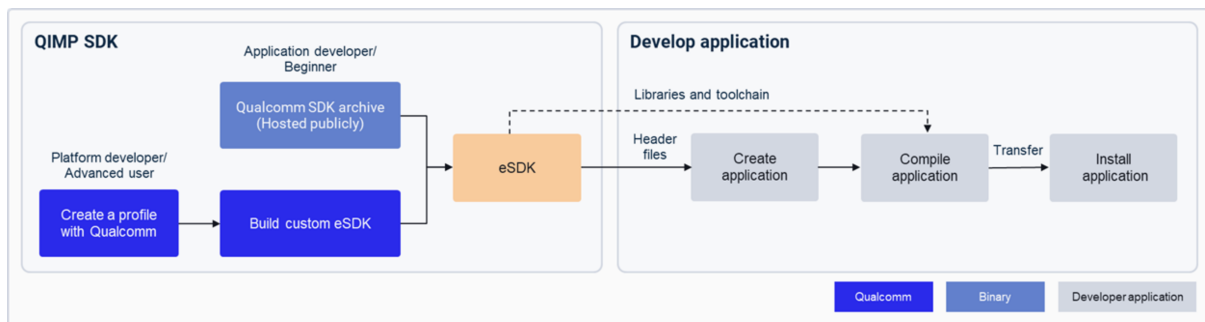 QIMP SDK
Application developer/
Beginner
Qualcomm SDK archive
(Hosted publicly)
Platform developer/
Advanced user
Create a profile
with Qualcomm
Build custom eSDK
eSDK
Develop application
Libraries and toolchain
Header
files
Create
application
Compile
application
Transfer
Install
application
Qualcomm
Binary
Developer application